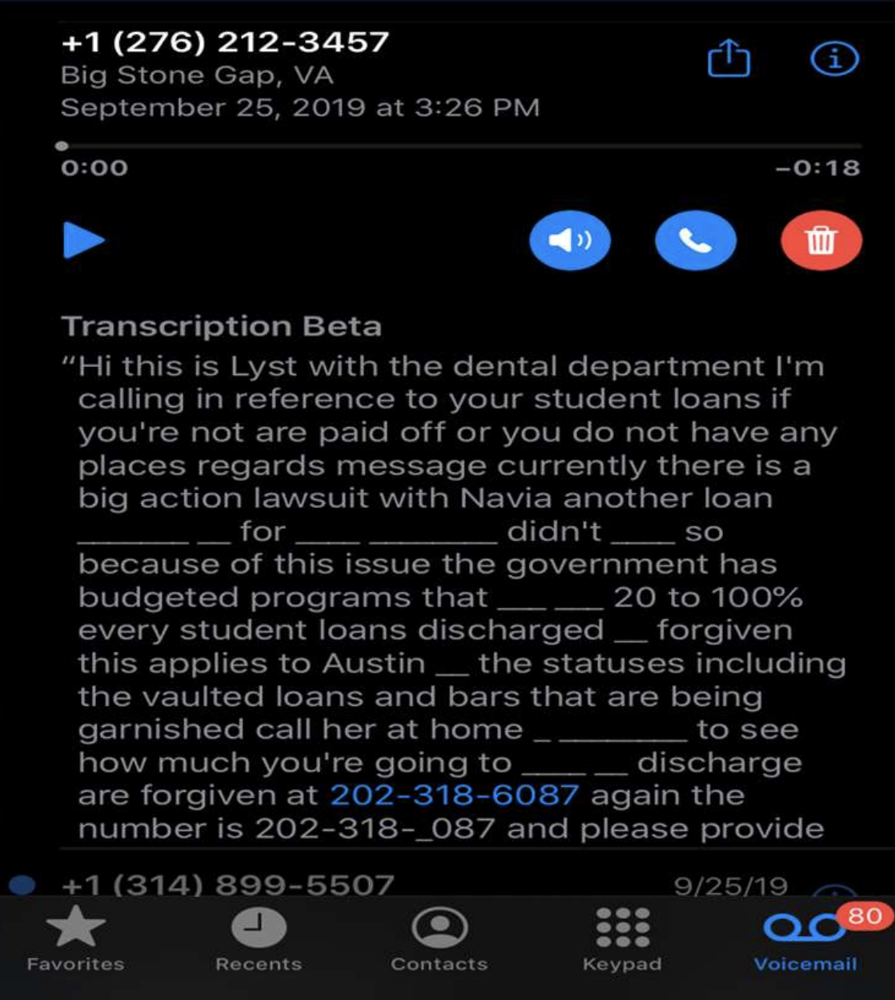 +1 (276) 212-3457
Big Stone Gap, VA
September 25, 2019 at 3:26 PM
0:00
-0:18
Transcription Beta
“Hi this is Lyst with the dental department I'm
calling in reference to your student loans if
you're not are paid off or you do not have any
places regards message currently there is a
big action lawsuit with Navia another loan
_______ __ for ____ ________ didn't ____ so
because of this issue the government has
budgeted programs that ___ ___ 20 to 100%
every student loans discharged __ forgiven
this applies to Austin __ the statuses including
the vaulted loans and bars that are being
garnished call her at home _ ________ to see
how much you're going to ____ __ discharge
are forgiven at 202-318-6087 again the
number is 202-318-_087 and please provide
+1 (314) 899-5507
9/25/19
80
Favorites
Recents
Contacts
Keypad
Voicemail